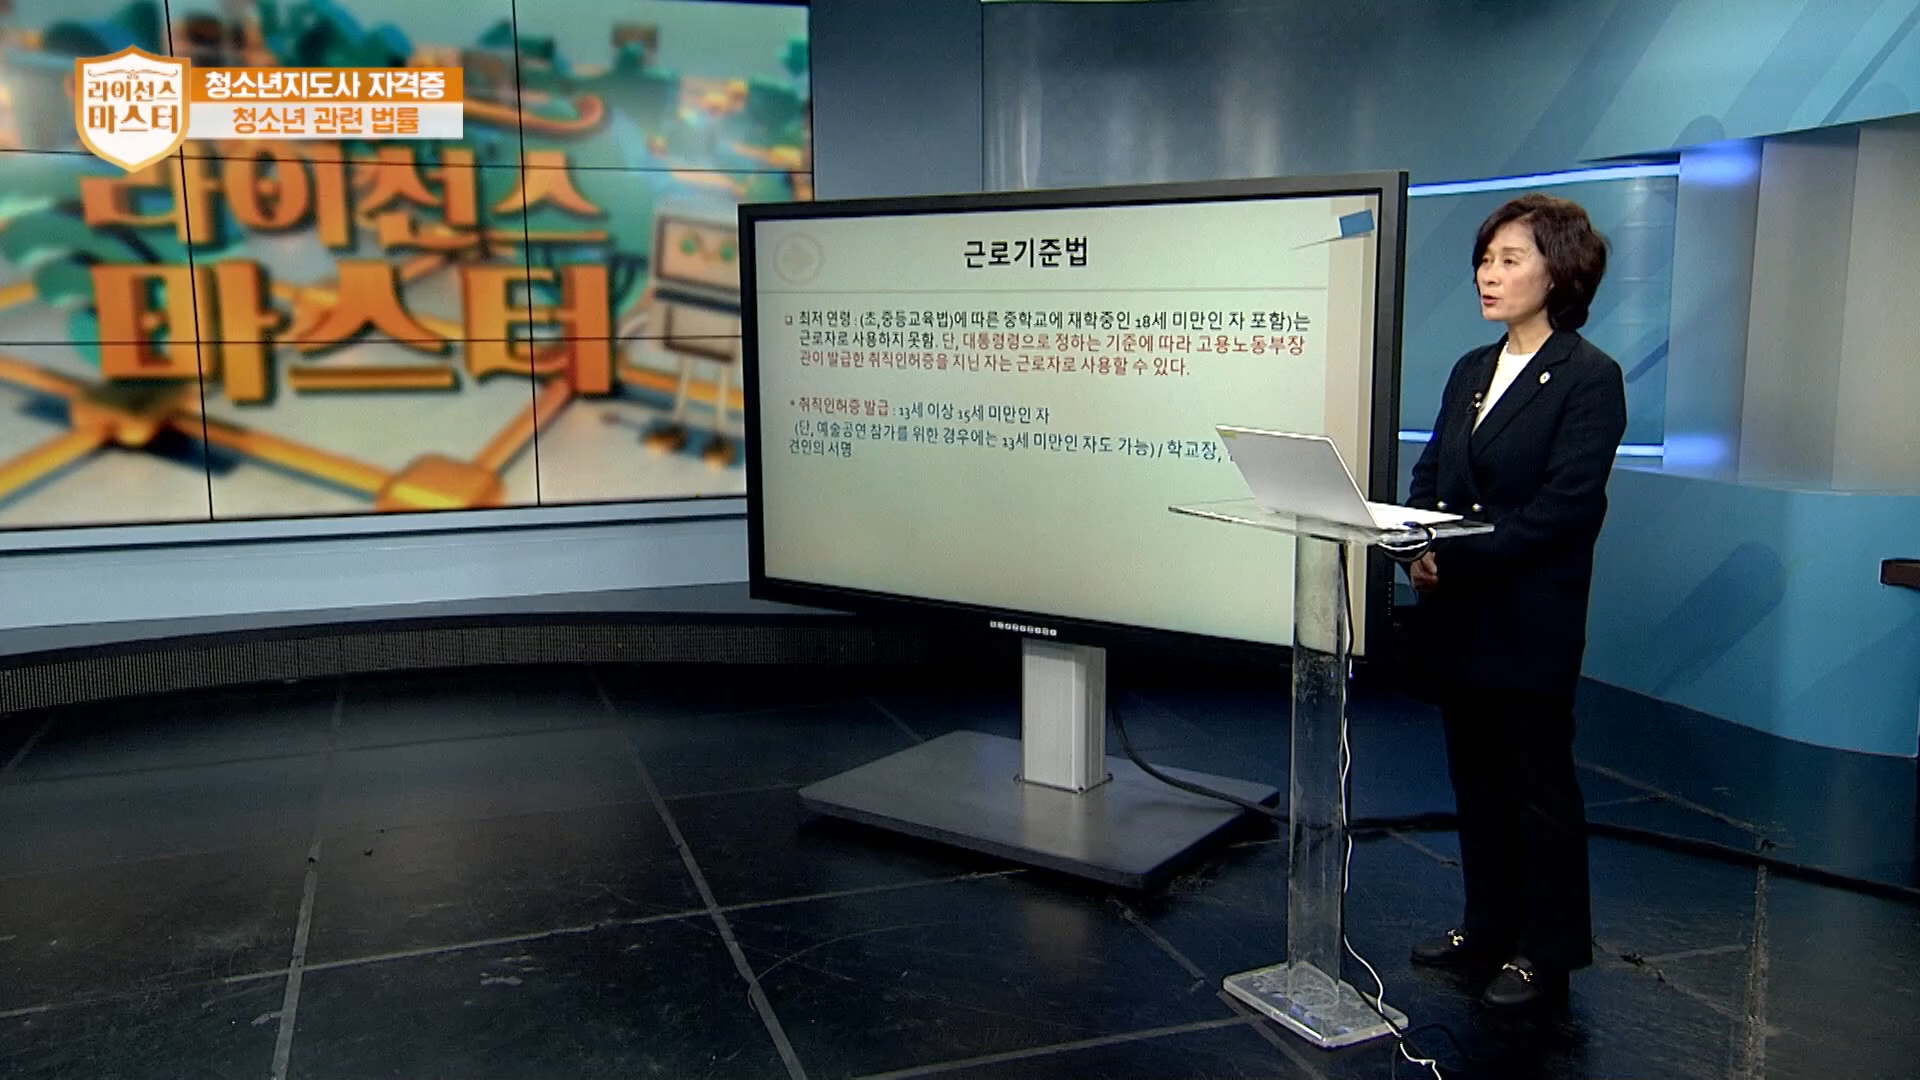 라이선스
마스터
청소년지도사 자격증
청소년 관련 법률
라이선스
마스터
근로기준법
최저 연령 : (초,중등교육법)에 따른 중학교에 재학중인 18세 미만인 자 포함)는
근로자로 사용하지 못함. 단, 대통령령으로 정하는 기준에 따라 고용노동부장
관이 발급한 취직인허증을 지닌 자는 근로자로 사용할 수 있다.
* 취직인허증 발급 : 13세 이상 15세 미만인 자
(단, 예술공연 참가를 위한 경우에는 13세 미만인 자도 가능) / 학교장,
견인의 서명